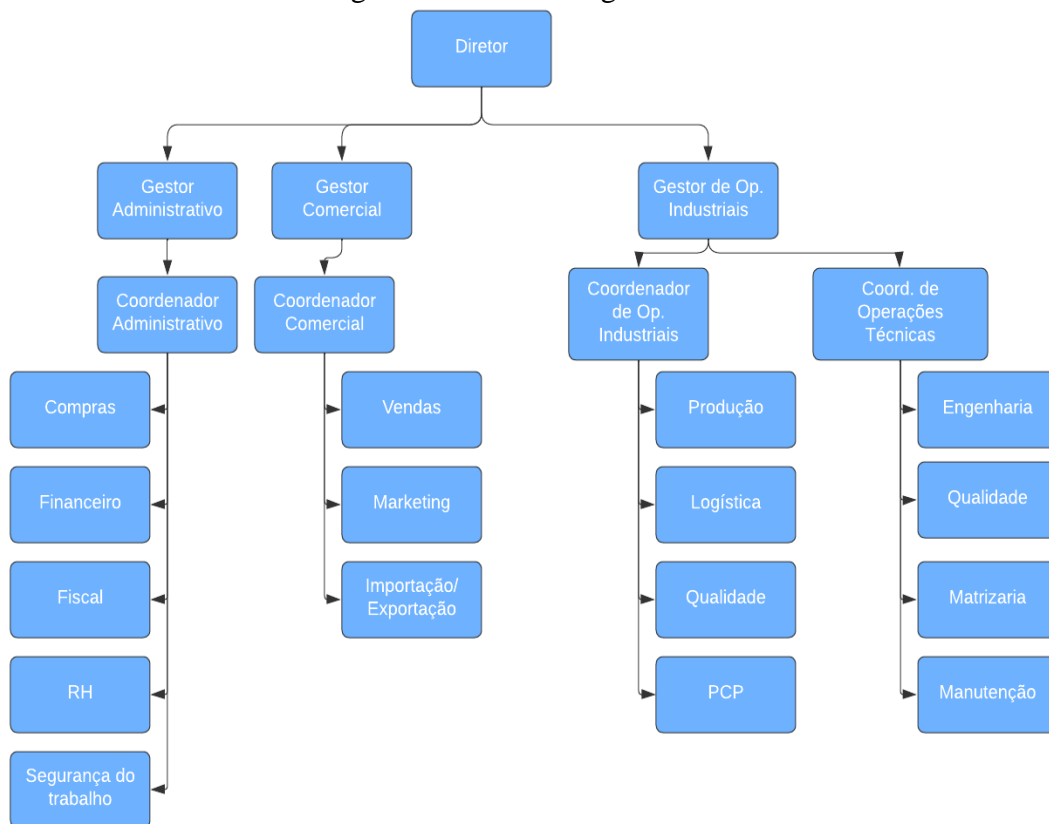 Diretor
Gestor
Administrativo
Gestor
Comercial
Gestor de Op.
Industriais
Coordenador
Administrativo
Coordenador
Comercial
Coordenador
de Op.
Industriais
Coord. de
Operações
Técnicas
Compras
Vendas
Produção
Engenharia
Financeiro
Marketing
Logística
Qualidade
Fiscal
Importação/
Exportação
Qualidade
Matrizaria
RH
PCP
Manutenção
Segurança do
trabalho